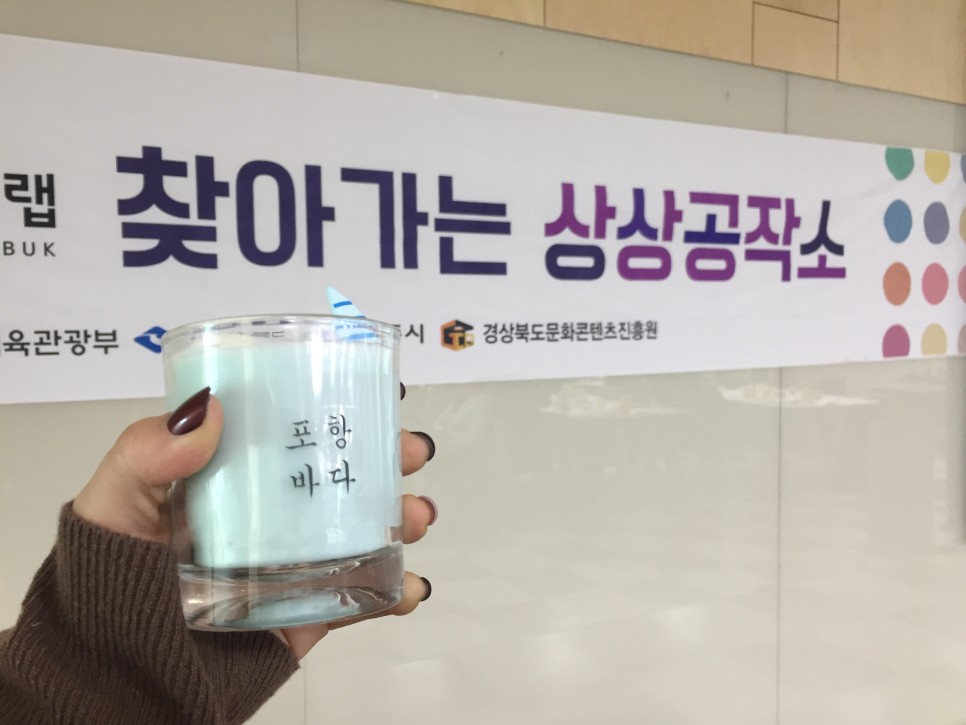 랩
BUK
찾아가는 상상공작소
육관광부
시 경상북도문화콘텐츠진흥원
포항
바다